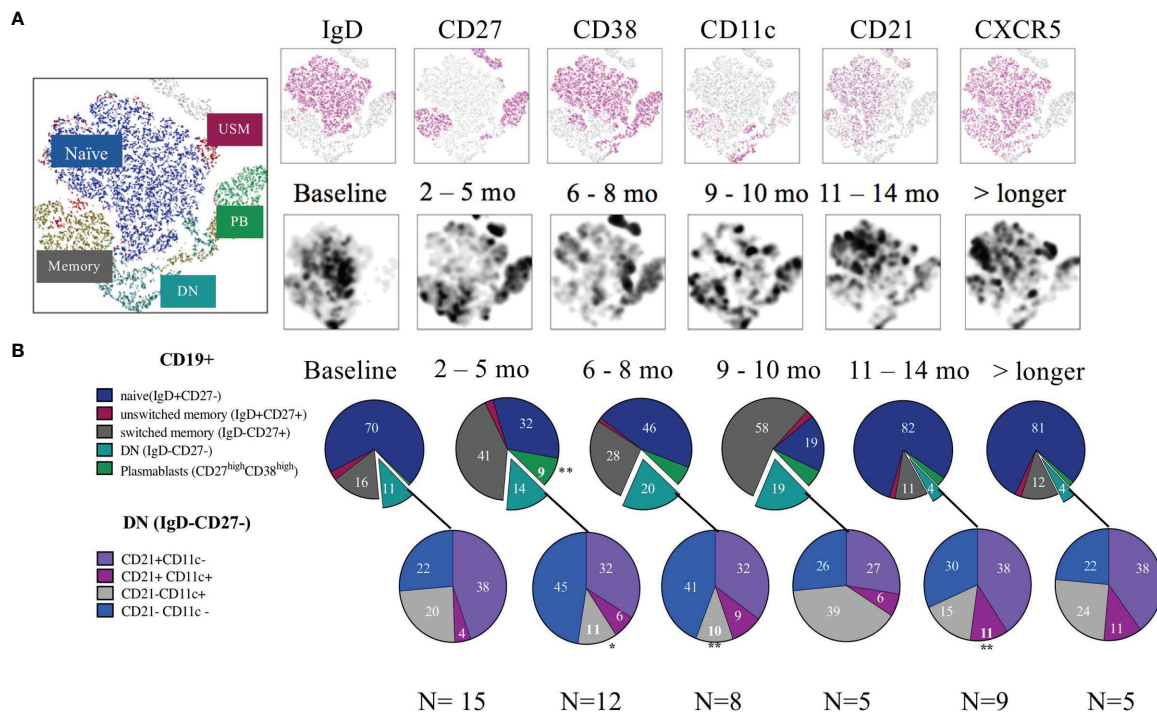 A
IgD CD27 CD38 CD11c CD21 CXCR5
USM
Naïve
PB
Memory
DN
Baseline 2 – 5 mo 6 - 8 mo 9 - 10 mo 11 – 14 mo > longer
B
CD19+
naive(IgD+CD27-)
unswitched memory (IgD+CD27+)
switched memory (IgD-CD27+)
DN (IgD-CD27-)
Plasmablasts (CD27highCD38high)
Baseline 2 – 5 mo 6 - 8 mo 9 - 10 mo 11 – 14 mo > longer
70 16 11
32 41 9 14 **
46 28 20
58 19 19
82 11 4
81 12 4
DN (IgD-CD27-)
CD21+CD11c-
CD21+ CD11c+
CD21-CD11c+
CD21- CD11c -
22 38 20 4
45 32 6 11 *
41 32 9 10 **
26 27 6 39
30 38 15 11 **
22 38 24 11
N= 15 N=12 N=8 N=5 N=9 N=5